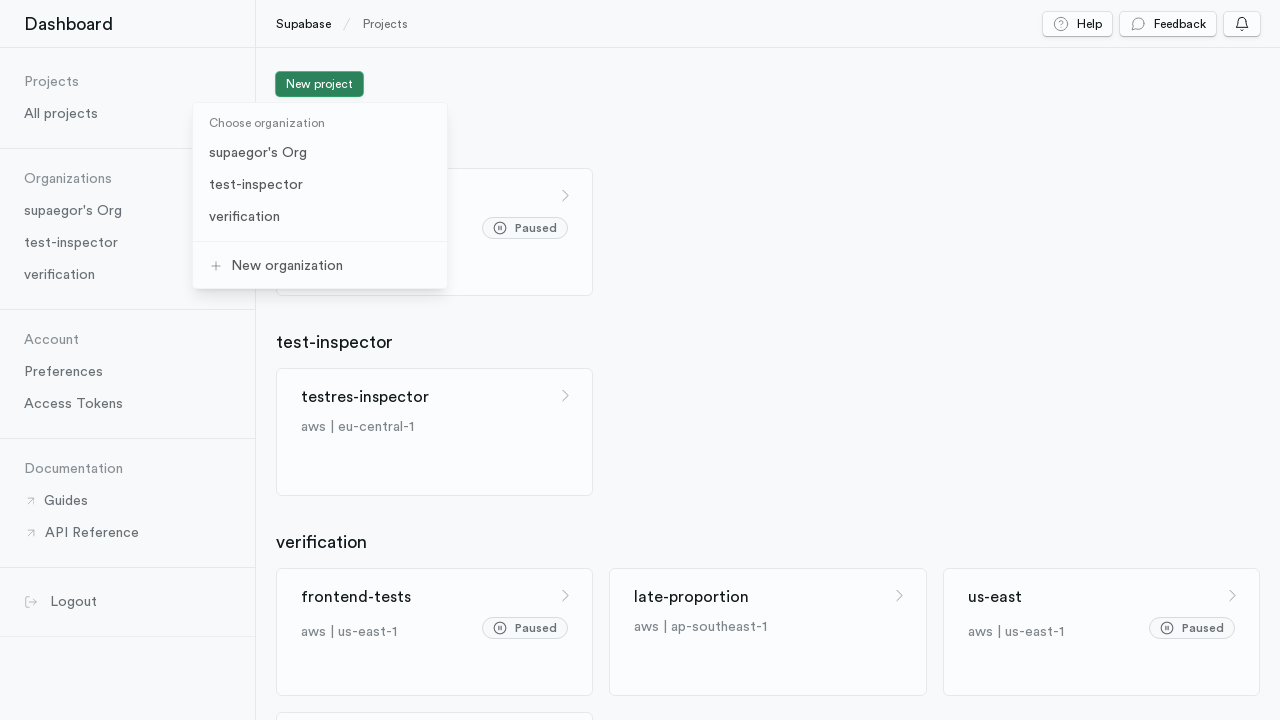 Dashboard
Supabase
Projects
Help
Feedback
Projects
All projects
Organizations
supaegor's Org
test-inspector
verification
Account
Preferences
Access Tokens
Documentation
Guides
API Reference
Logout
New project
Choose organization
supaegor's Org
test-inspector
verification
New organization
Paused
test-inspector
testres-inspector
aws | eu-central-1
verification
frontend-tests
aws | us-east-1
Paused
late-proportion
aws | ap-southeast-1
us-east
aws | us-east-1
Paused